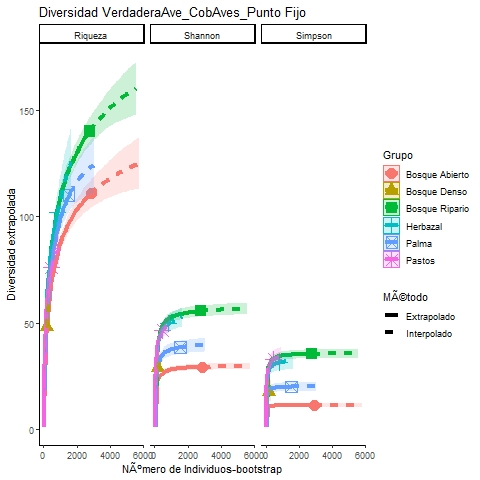 Diversidad VerdaderaAve_CobAves_Punto Fijo
Riqueza
Shannon
Simpson
Diversidad extrapolada
150
100
50
0
0 2000 4000 6000
0 2000 4000 6000
0 2000 4000 6000
NÃºmero de Individuos-bootstrap
Grupo
Bosque Abierto
Bosque Denso
Bosque Ripario
Herbazal
Palma
Pastos
MÃ©todo
Extrapolado
Interpolado